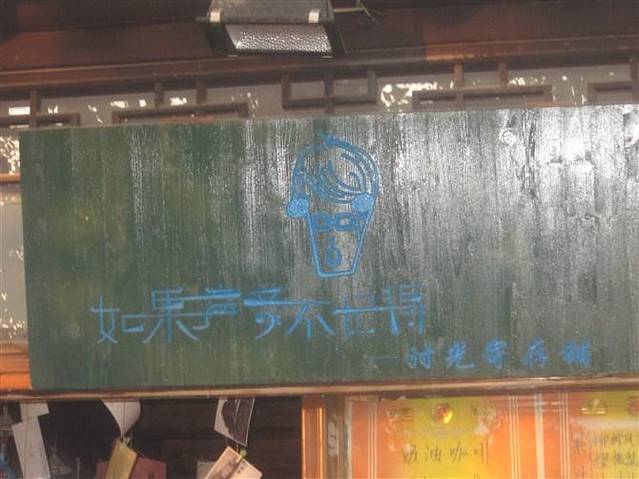 如果声音不记得
时光寄存铺
奶油咖啡